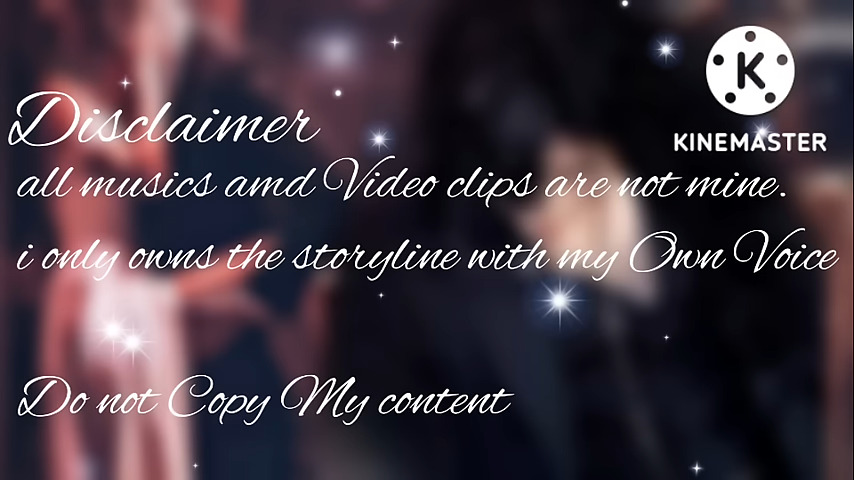 Disclaimer
all musics amd Video clips are not mine.
i only owns the storyline with my Own Voice
Do not Copy My content
K
KINEMASTER